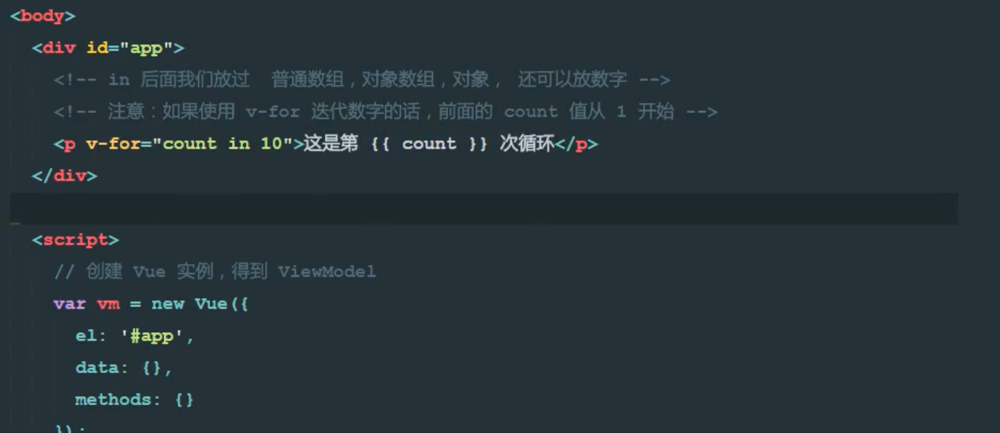 <body>
<div id="app">
<!-- in 后面我们放过  普通数组，对象数组，对象， 还可以放数字 -->
<!-- 注意：如果使用 v-for 迭代数字的话，前面的 count 值从 1 开始 -->
<p v-for="count in 10">这是第 {{ count }} 次循环</p>
</div>
<script>
// 创建 Vue 实例，得到 ViewModel
var vm = new Vue({
el: '#app',
data: {},
methods: {}
});